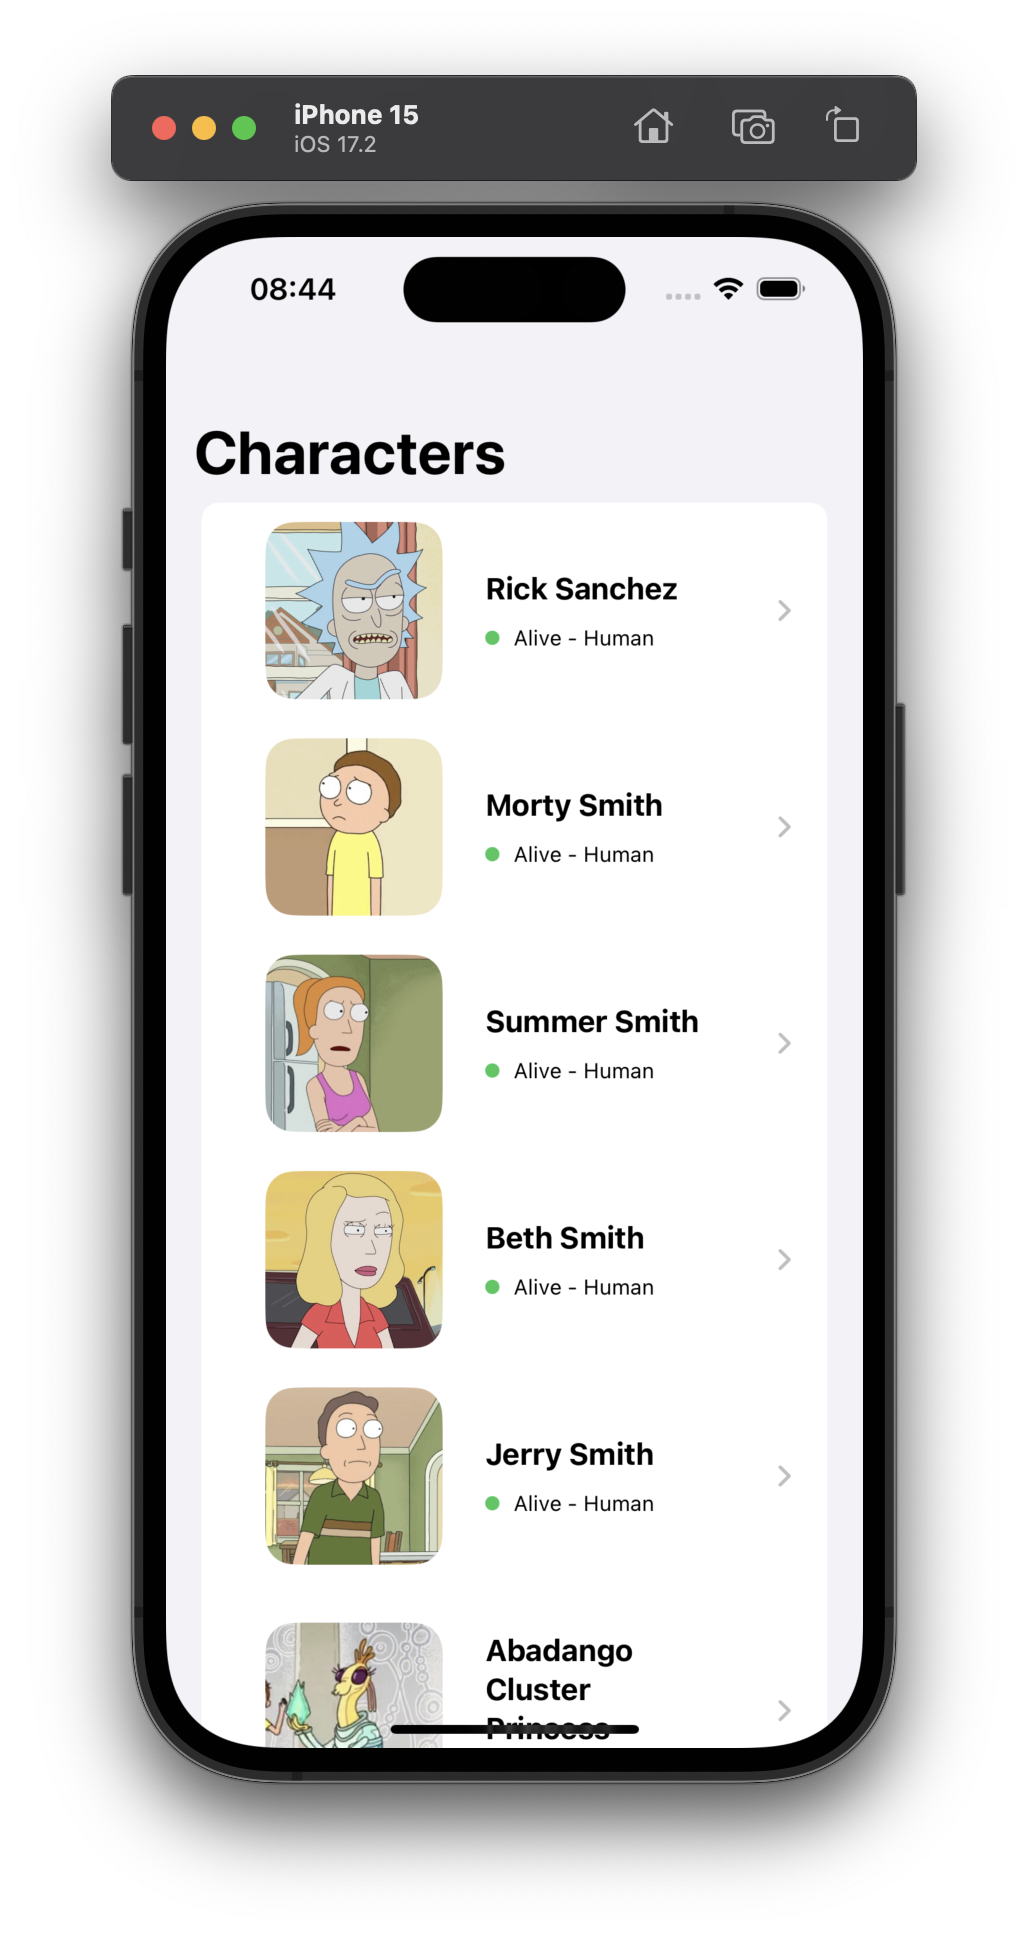 iPhone 15
iOS 17.2
08:44
Characters
Rick Sanchez
Alive - Human
Morty Smith
Alive - Human
Summer Smith
Alive - Human
Beth Smith
Alive - Human
Jerry Smith
Alive - Human
Abadango
Cluster
Princess